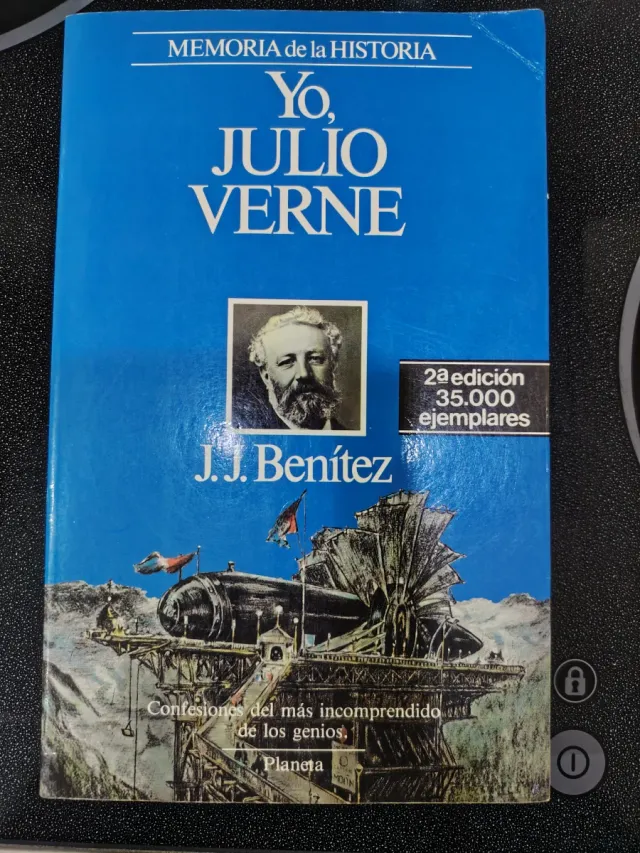 MEMORIA de la HISTORIA
Yo,
JULIO
VERNE
2ª edición
35.000
ejemplares
J. J. Benítez
Confesiones del más incomprendido
de los genios.
Planeta